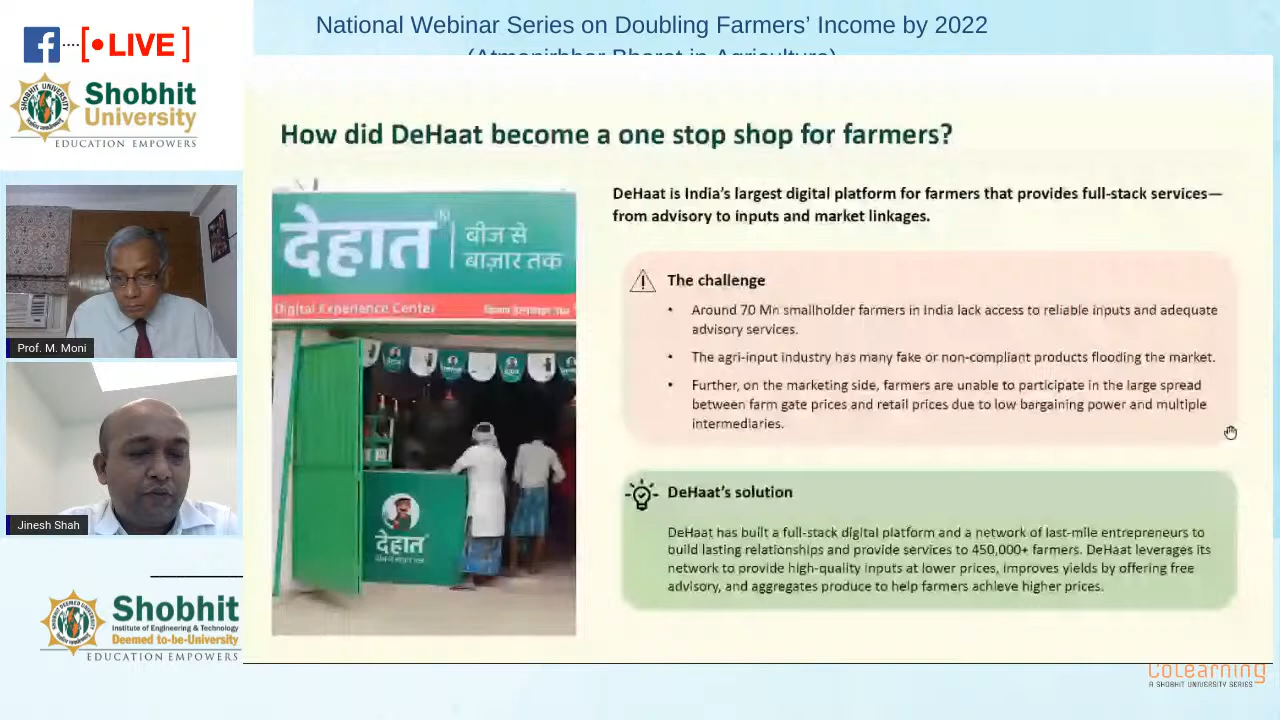 National Webinar Series on Doubling Farmers’ Income by 2022
(Atmanirbhar Bharat in Agriculture)
[•LIVE]
Shobhit
University
EDUCATION EMPOWERS
How did DeHaat become a one stop shop for farmers?
देहात
बीज से
बाज़ार तक
Digital Experience Center
देहात
DeHaat is India’s largest digital platform for farmers that provides full-stack services—
from advisory to inputs and market linkages.
The challenge
• Around 70 Mn smallholder farmers in India lack access to reliable inputs and adequate
advisory services.
• The agri-input industry has many fake or non-compliant products flooding the market.
• Further, on the marketing side, farmers are unable to participate in the large spread
between farm gate prices and retail prices due to low bargaining power and multiple
intermediaries.
DeHaat’s solution
DeHaat has built a full-stack digital platform and a network of last-mile entrepreneurs to
build lasting relationships and provide services to 450,000+ farmers. DeHaat leverages its
network to provide high-quality inputs at lower prices, improves yields by offering free
advisory, and aggregates produce to help farmers achieve higher prices.
Prof. M. Moni
Jinesh Shah
Shobhit
Institute of Engineering & Technology
Deemed to-be-University
EDUCATION EMPOWERS
CoLearning
A SHOBHIT UNIVERSITY SERIES